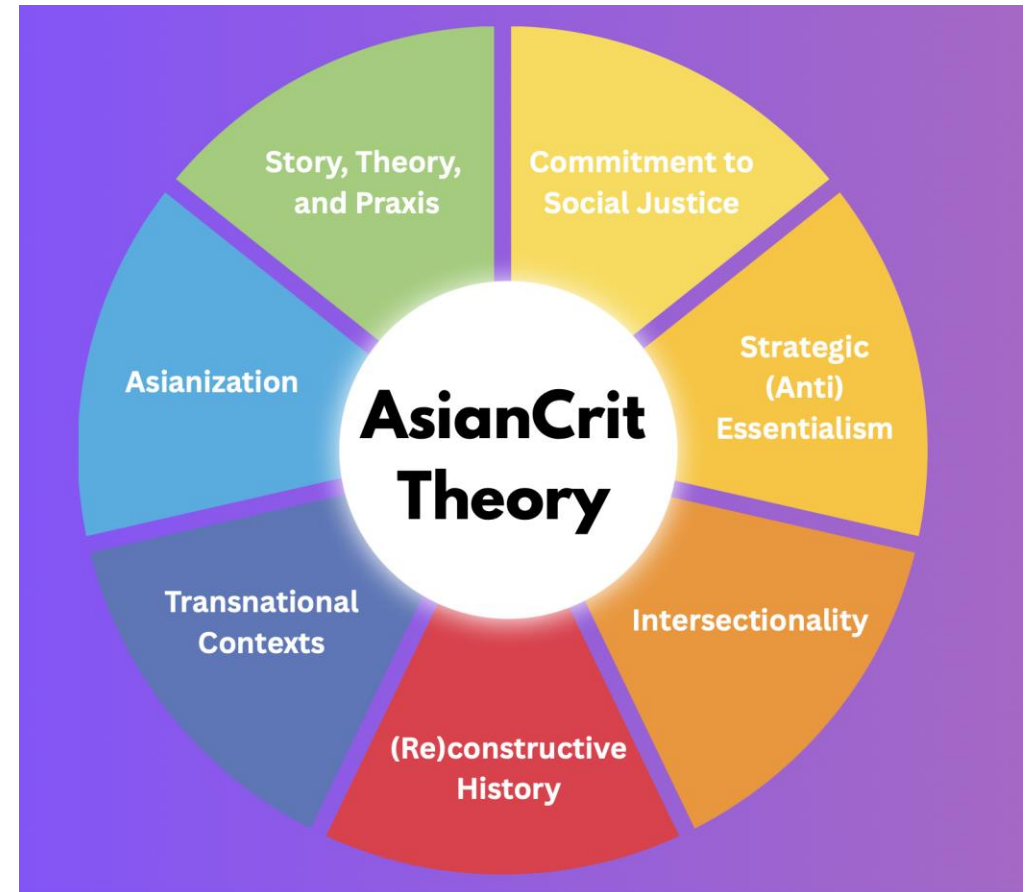 Story, Theory,
and Praxis
Commitment to
Social Justice
Strategic
(Anti)
Essentialism
Intersectionality
(Re)constructive
History
Transnational
Contexts
Asianization
AsianCrit
Theory